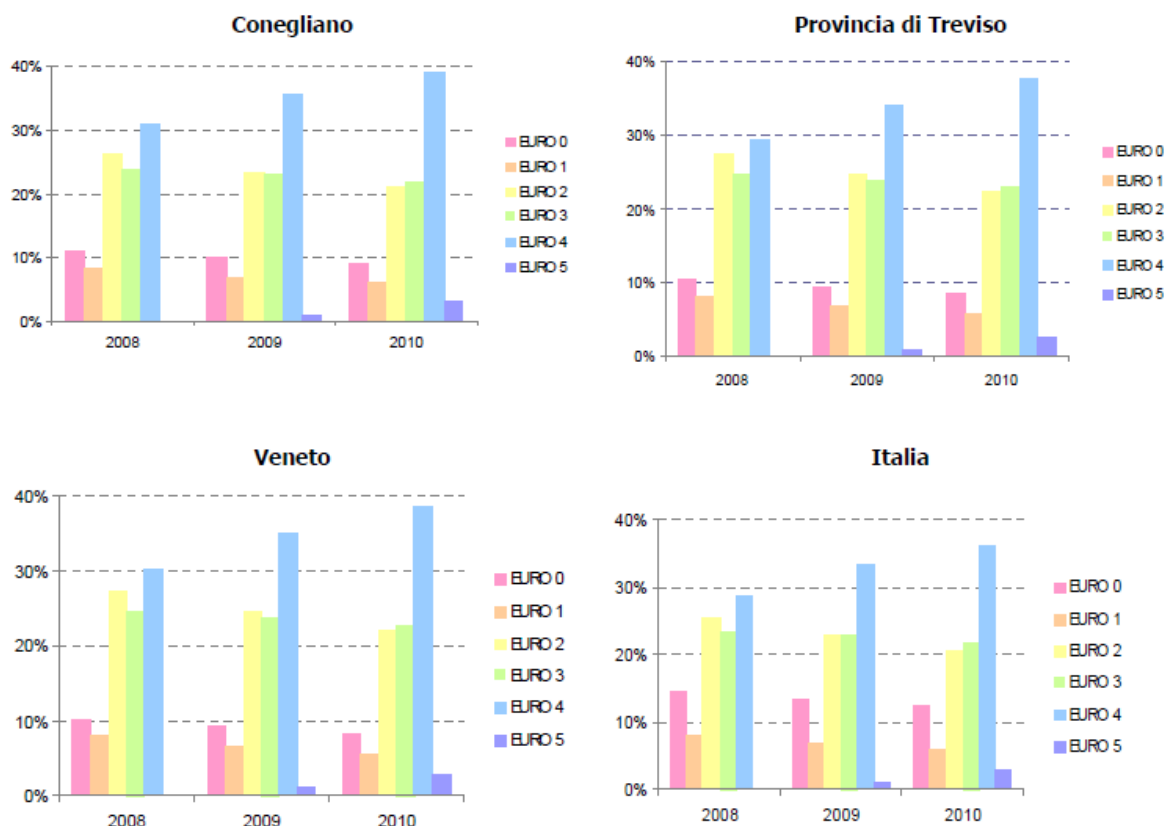 Conegliano
40%
30%
20%
10%
0%
2008
2009
2010
EURO 0
EURO 1
EURO 2
EURO 3
EURO 4
EURO 5
Provincia di Treviso
40%
30%
20%
10%
0%
2008
2009
2010
EURO 0
EURO 1
EURO 2
EURO 3
EURO 4
EURO 5
Veneto
40%
30%
20%
10%
0%
2008
2009
2010
EURO 0
EURO 1
EURO 2
EURO 3
EURO 4
EURO 5
Italia
40%
30%
20%
10%
0%
2008
2009
2010
EURO 0
EURO 1
EURO 2
EURO 3
EURO 4
EURO 5